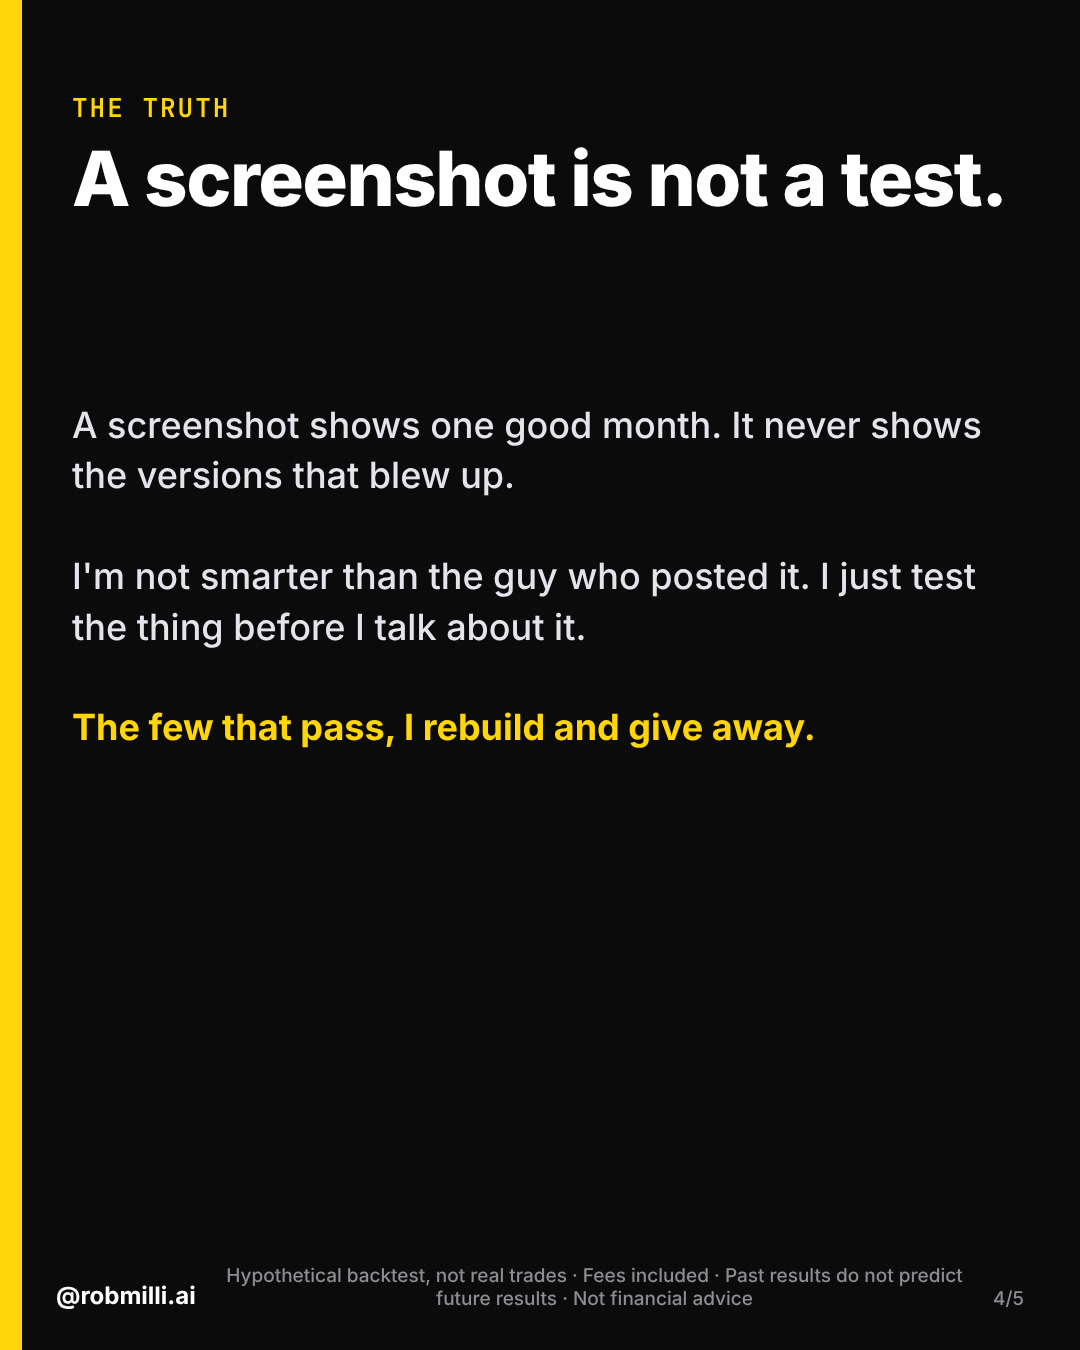 THE TRUTH
A screenshot is not a test.
A screenshot shows one good month. It never shows
the versions that blew up.
I'm not smarter than the guy who posted it. I just test
the thing before I talk about it.
The few that pass, I rebuild and give away.
@robmilli.ai
Hypothetical backtest, not real trades · Fees included · Past results do not predict
future results · Not financial advice
4/5